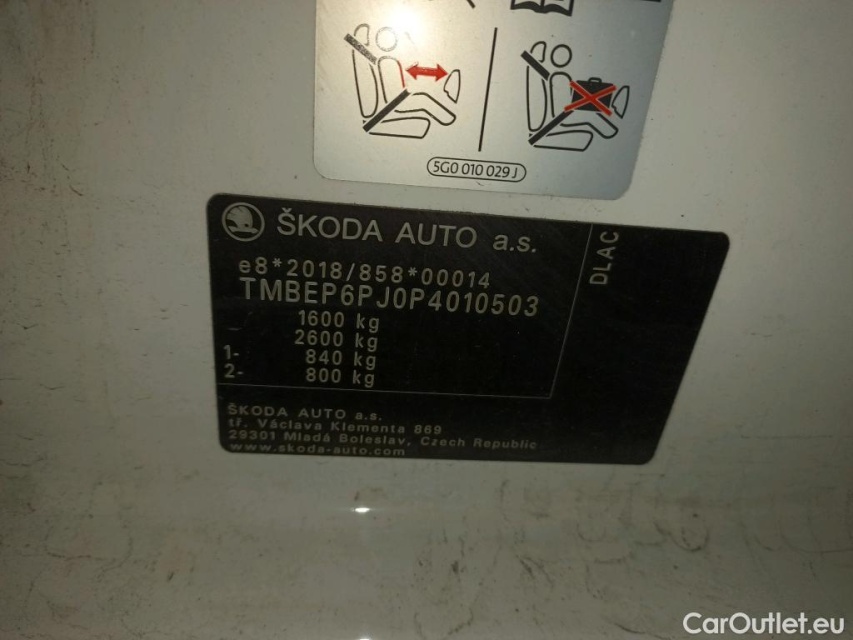 5G0 010 029 J
ŠKODA AUTO a.s.
DLAC
e8*2018/858*00014
TMBEP6PJ0P4010503
1600 kg
2600 kg
1- 840 kg
2- 800 kg
ŠKODA AUTO a.s.
tř. Václava Klementa 869
29301 Mladá Boleslav, Czech Republic
www.skoda-auto.com
CarOutlet.eu